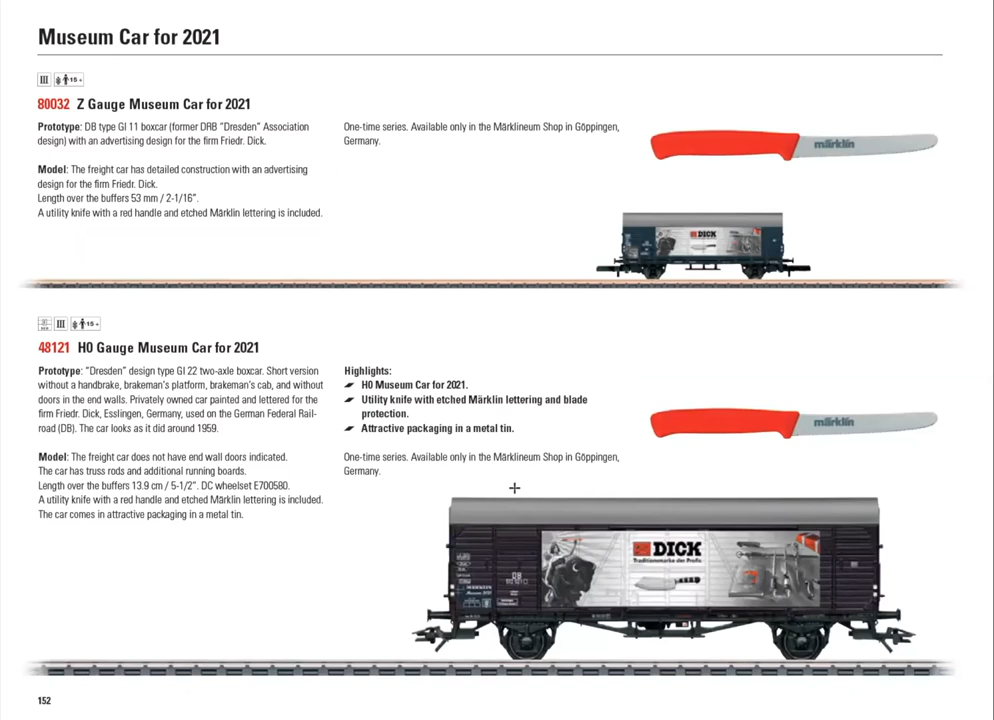 Museum Car for 2021
III 15 +
80032 Z Gauge Museum Car for 2021
Prototype: DB type Gl 11 boxcar (former DRB "Dresden" Association
design) with an advertising design for the firm Friedr. Dick.
Model: The freight car has detailed construction with an advertising
design for the firm Friedr. Dick.
Length over the buffers 53 mm / 2-1/16".
A utility knife with a red handle and etched Märklin lettering is included.
One-time series. Available only in the Märklineum Shop in Göppingen,
Germany.
märklin
DICK
III 15 +
48121 H0 Gauge Museum Car for 2021
Prototype: "Dresden" design type Gl 22 two-axle boxcar. Short version
without a handbrake, brakeman's platform, brakeman's cab, and without
doors in the end walls. Privately owned car painted and lettered for the
firm Friedr. Dick, Esslingen, Germany, used on the German Federal Rail-
road (DB). The car looks as it did around 1959.
Model: The freight car does not have end wall doors indicated.
The car has truss rods and additional running boards.
Length over the buffers 13.9 cm / 5-1/2". DC wheelset E700580.
A utility knife with a red handle and etched Märklin lettering is included.
The car comes in attractive packaging in a metal tin.
Highlights:
H0 Museum Car for 2021.
Utility knife with etched Märklin lettering and blade
protection.
Attractive packaging in a metal tin.
One-time series. Available only in the Märklineum Shop in Göppingen,
Germany.
märklin
DICK
Traditionsmarke der Profis
DB
152